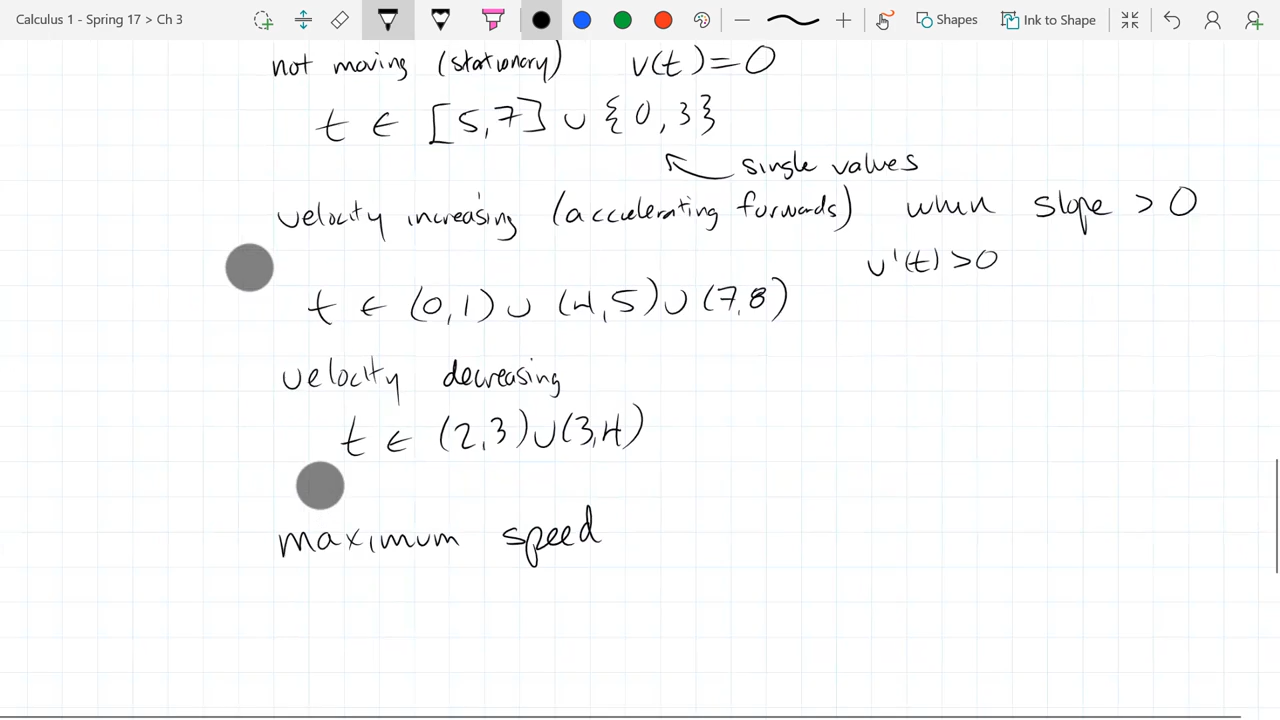 Calculus 1 - Spring 17 > Ch 3
Shapes
Ink to Shape
not moving (stationary) v(t)=0
t ∈ [5,7] ∪ {0,3}
single values
velocity increasing (accelerating forwards) when slope > 0
v'(t) >0
t ∈ (0,1) ∪ (4,5) ∪ (7,8)
velocity decreasing
t ∈ (2,3)∪(3,4)
maximum speed